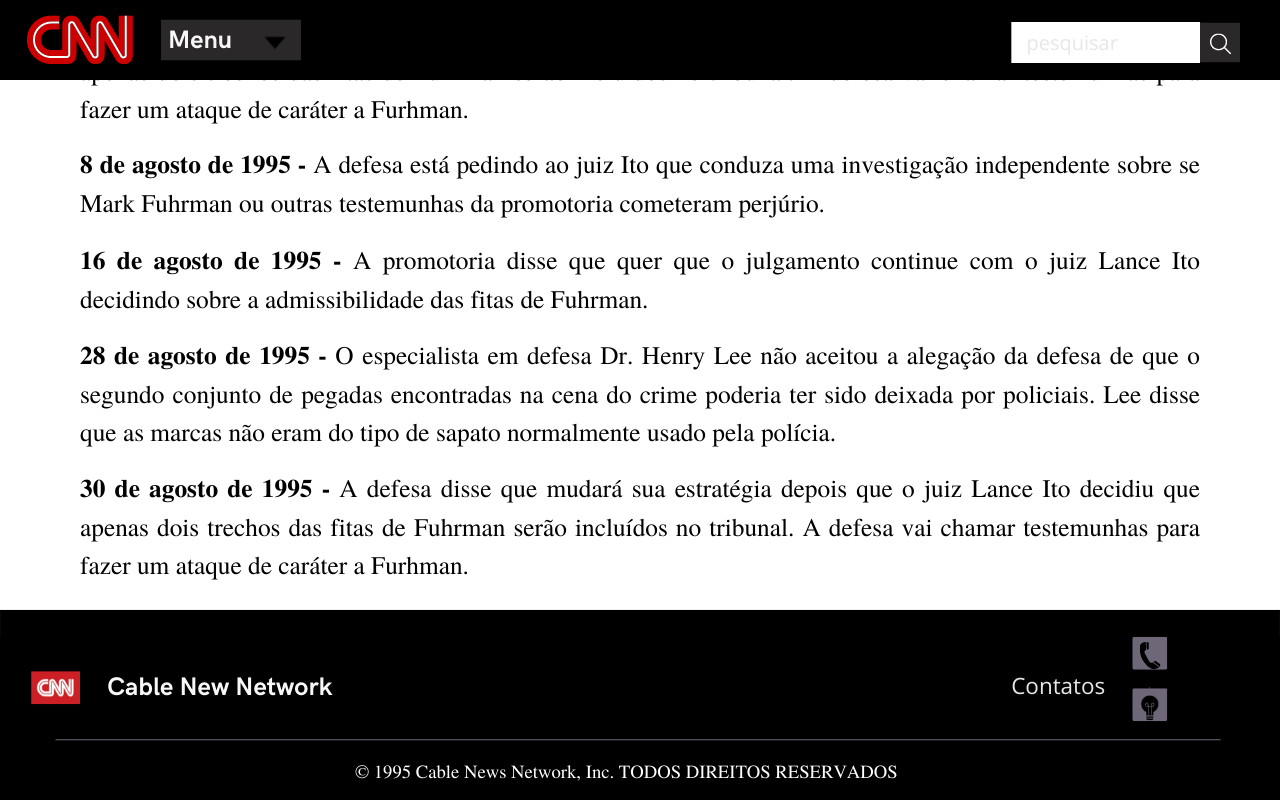 CNN
Menu
pesquisar
fazer um ataque de caráter a Furhman.
8 de agosto de 1995 - A defesa está pedindo ao juiz Ito que conduza uma investigação independente sobre se
Mark Fuhrman ou outras testemunhas da promotoria cometeram perjúrio.
16 de agosto de 1995 - A promotoria disse que quer que o julgamento continue com o juiz Lance Ito
decidindo sobre a admissibilidade das fitas de Fuhrman.
28 de agosto de 1995 - O especialista em defesa Dr. Henry Lee não aceitou a alegação da defesa de que o
segundo conjunto de pegadas encontradas na cena do crime poderia ter sido deixada por policiais. Lee disse
que as marcas não eram do tipo de sapato normalmente usado pela polícia.
30 de agosto de 1995 - A defesa disse que mudará sua estratégia depois que o juiz Lance Ito decidiu que
apenas dois trechos das fitas de Fuhrman serão incluídos no tribunal. A defesa vai chamar testemunhas para
fazer um ataque de caráter a Furhman.
CNN
Cable New Network
Contatos
© 1995 Cable News Network, Inc. TODOS DIREITOS RESERVADOS